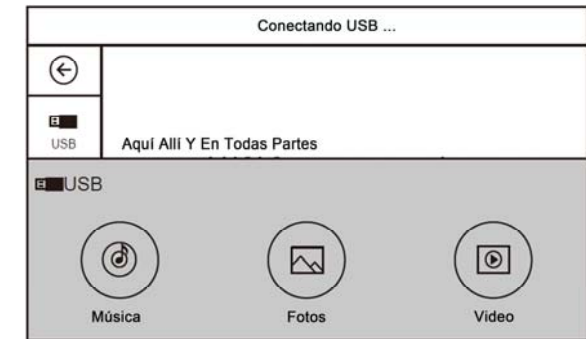 Conectando USB ...
USB
Aquí Allí Y En Todas Partes
USB
Música
Fotos
Video